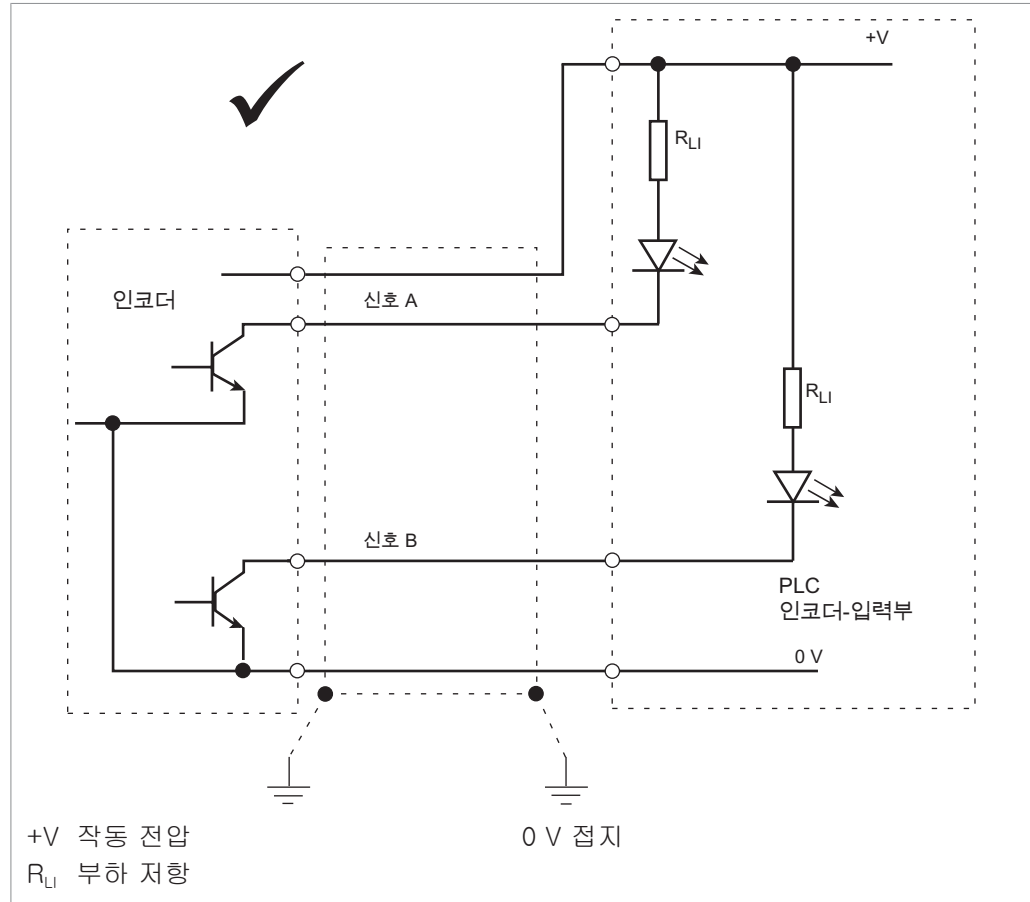 +V
R_LI
인코더
신호 A
R_LI
신호 B
PLC
인코더-입력부
0 V
+V 작동 전압
0 V 접지
R_LI 부하 저항